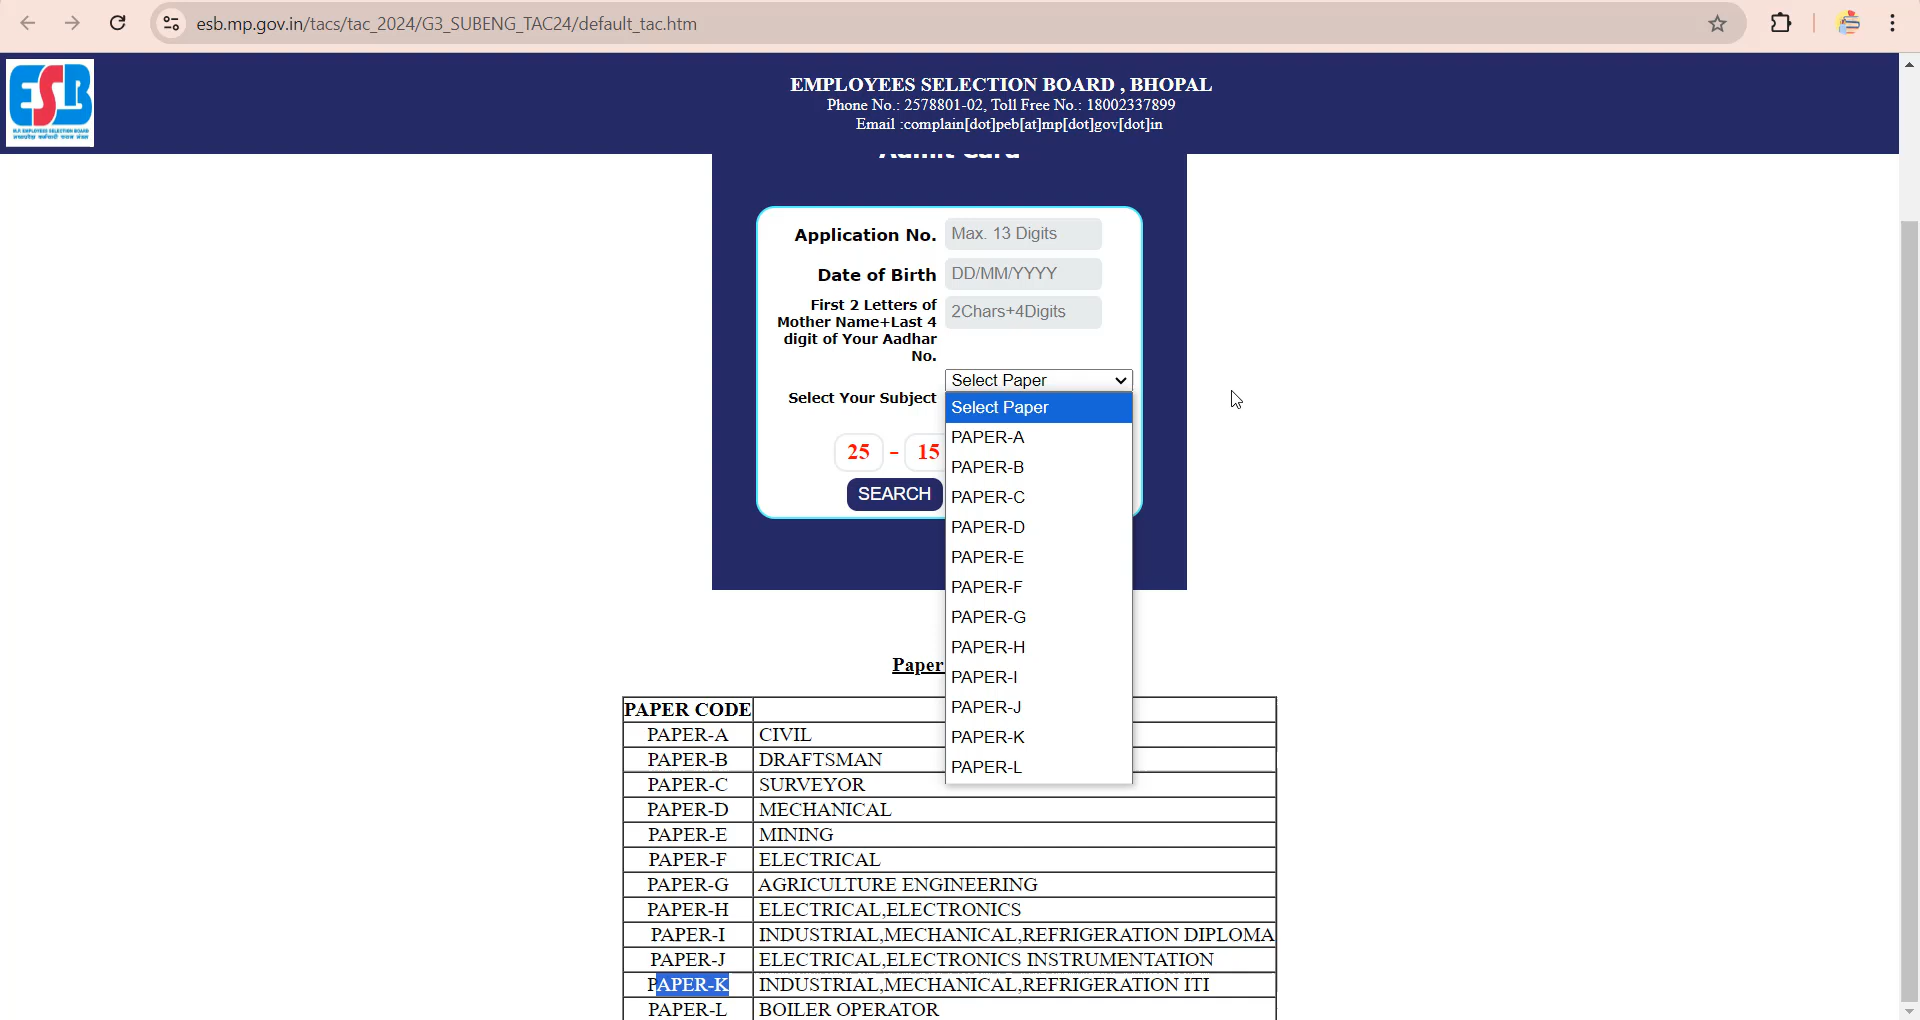 esb.mp.gov.in/tacs/tac_2024/G3_SUBENG_TAC24/default_tac.htm
ESB
M.P. EMPLOYEES SELECTION BOARD
EMPLOYEES SELECTION BOARD , BHOPAL
Phone No.: 2578801-02, Toll Free No.: 18002337899
Email :complain[dot]peb[at]mp[dot]gov[dot]in
Admit Card
Application No. Max. 13 Digits
Date of Birth DD/MM/YYYY
First 2 Letters of
Mother Name+Last 4
digit of Your Aadhar
No.
2Chars+4Digits
Select Your Subject
Select Paper
Select Paper
PAPER-A
PAPER-B
PAPER-C
PAPER-D
PAPER-E
PAPER-F
PAPER-G
PAPER-H
PAPER-I
PAPER-J
PAPER-K
PAPER-L
25 - 15
SEARCH
Paper
PAPER CODE
PAPER-A CIVIL
PAPER-B DRAFTSMAN
PAPER-C SURVEYOR
PAPER-D MECHANICAL
PAPER-E MINING
PAPER-F ELECTRICAL
PAPER-G AGRICULTURE ENGINEERING
PAPER-H ELECTRICAL,ELECTRONICS
PAPER-I INDUSTRIAL,MECHANICAL,REFRIGERATION DIPLOMA
PAPER-J ELECTRICAL,ELECTRONICS INSTRUMENTATION
PAPER-K INDUSTRIAL,MECHANICAL,REFRIGERATION ITI
PAPER-L BOILER OPERATOR